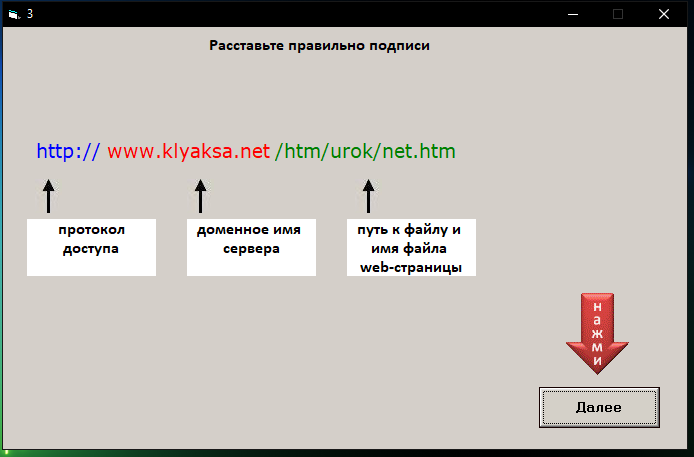 3
Расставьте правильно подписи
http:// www.klyaksa.net /htm/urok/net.htm
протокол
доступа
доменное имя
сервера
путь к файлу и
имя файла
web-страницы
нажми
Далее